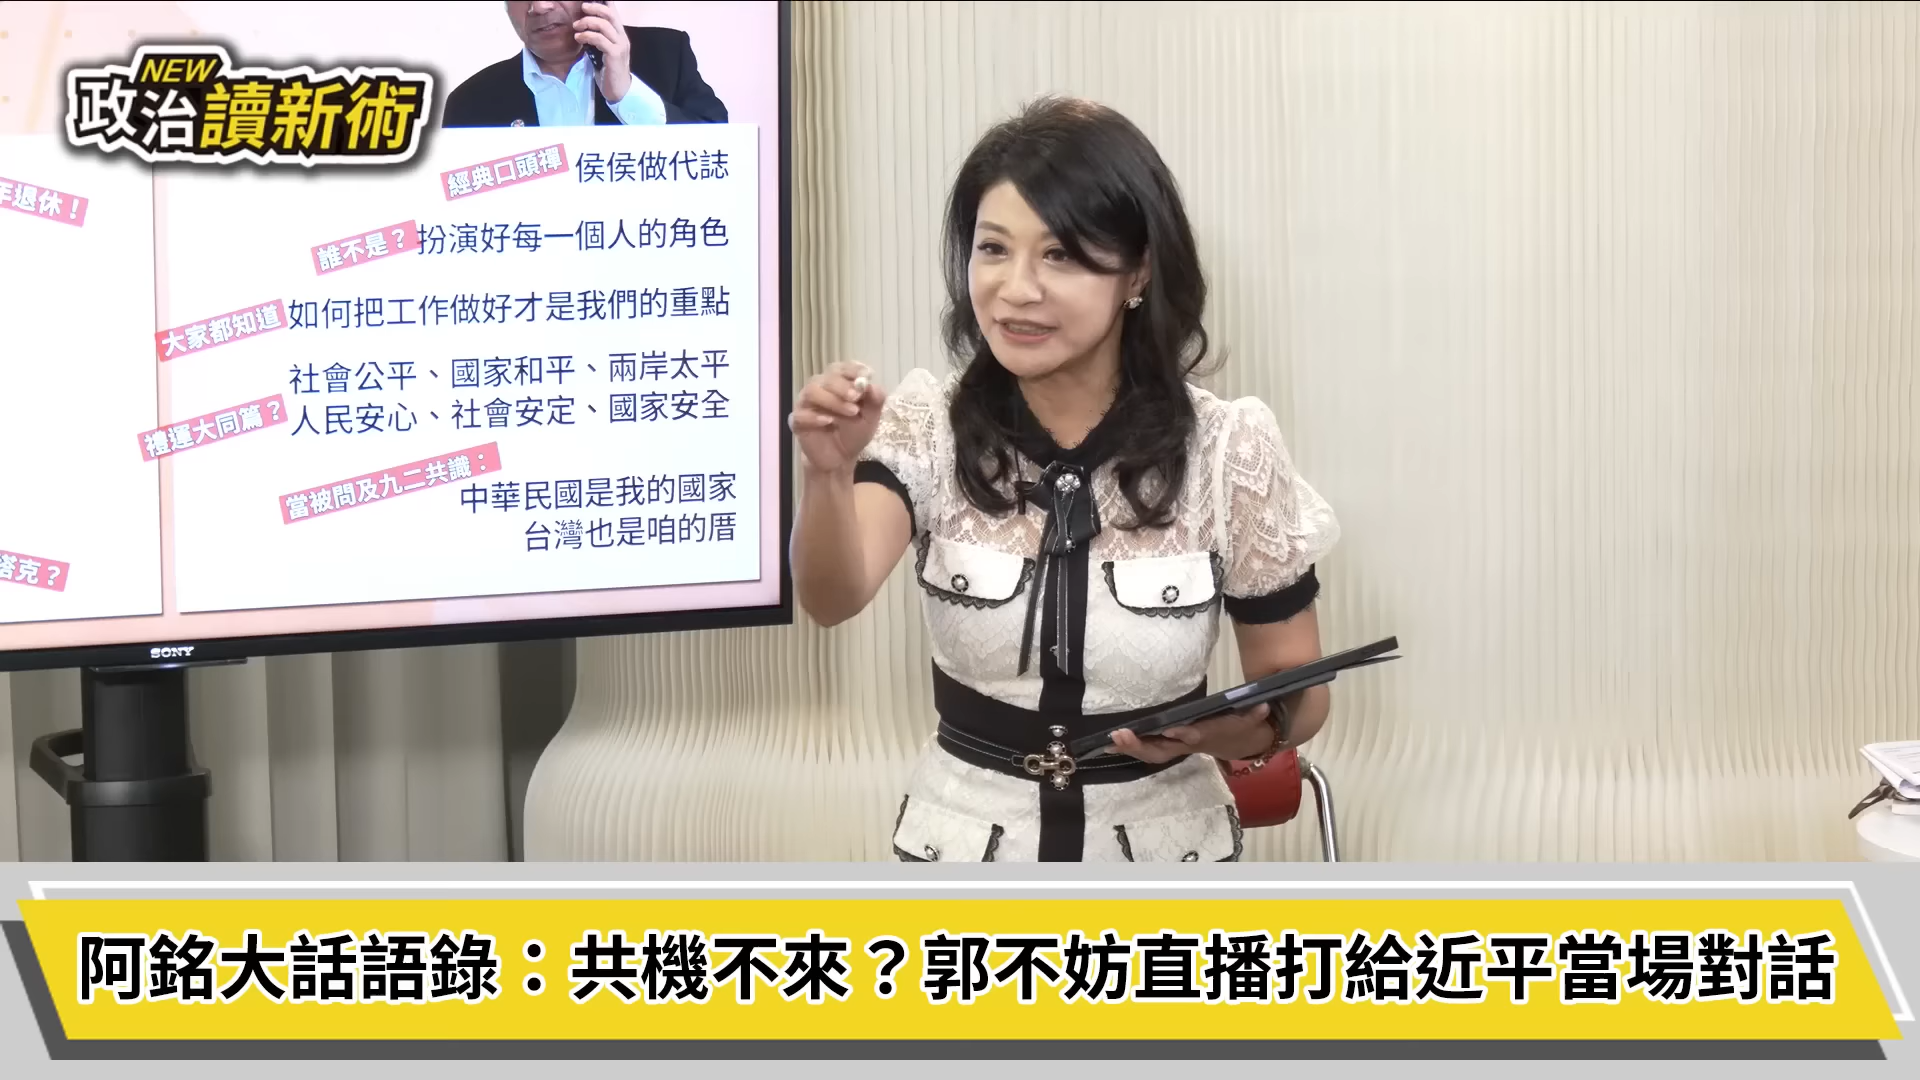 NEW
政治讀新術
年退休！
經典口頭禪 侯侯做代誌
誰不是？ 扮演好每一個人的角色
大家都知道 如何把工作做好才是我們的重點
社會公平、國家和平、兩岸太平
禮運大同篇？ 人民安心、社會安定、國家安全
當被問及九二共識： 中華民國是我的國家
台灣也是咱的厝
塔克？
SONY
阿銘大話語錄：共機不來？郭不妨直播打給近平當場對話